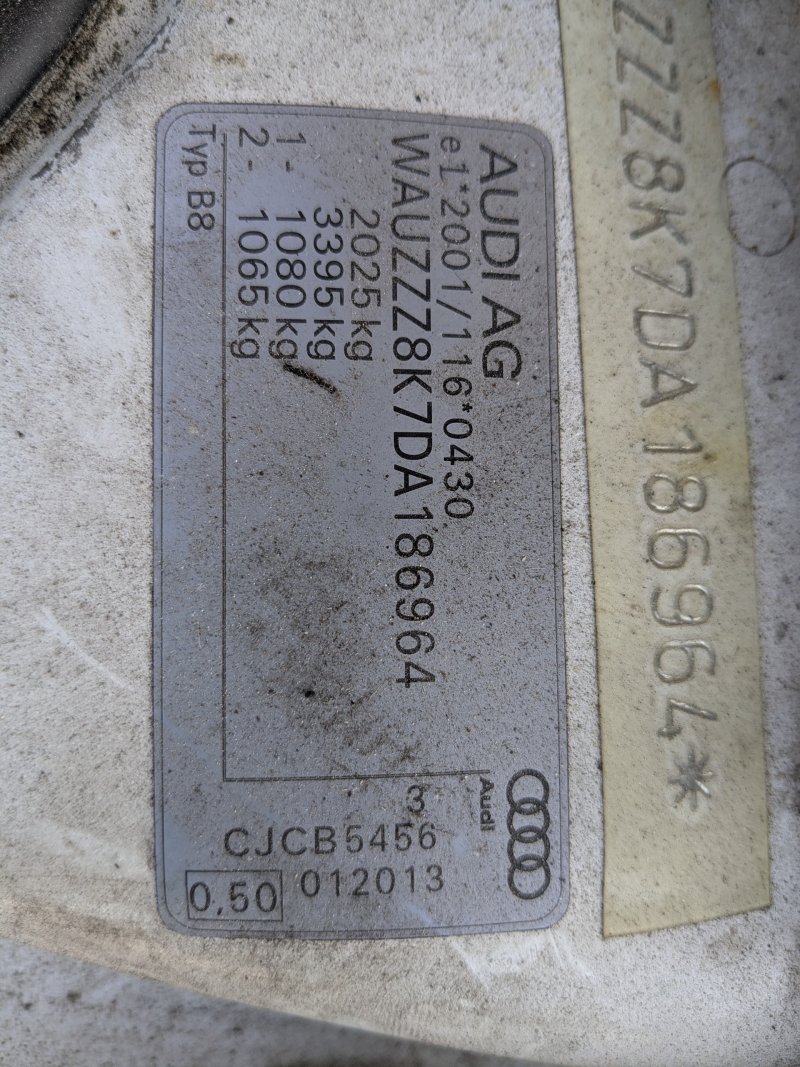 ZZZ8K7DA186964*
AUDI AG
e1*2001/116*0430
WAUZZZ8K7DA186964
2025 kg
3395 kg
1- 1080 kg
2- 1065 kg
Typ B8
Audi
3
CJCB5456
012013
0,50